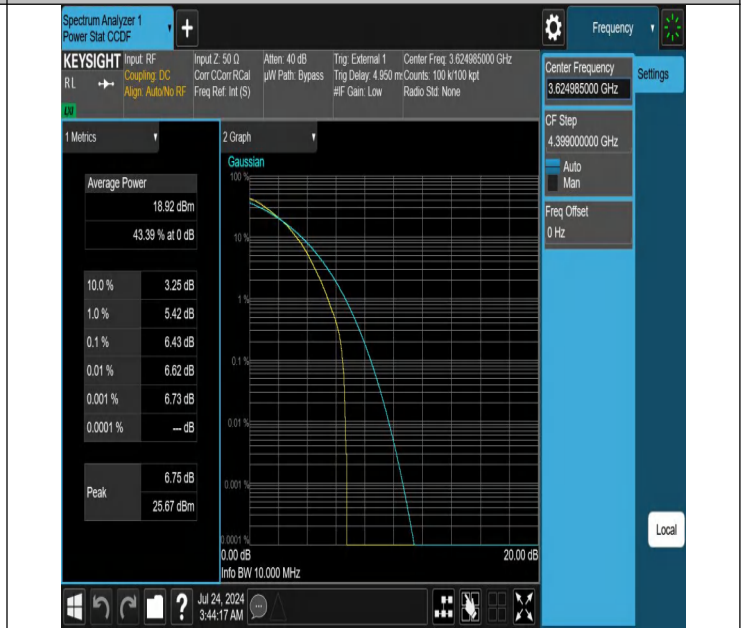 Spectrum Analyzer 1
Power Stat CCDF
+
Frequency
KEYSIGHT
RL
LXI
Input: RF
Coupling: DC
Align: Auto/No RF
Input Z: 50 Ω
Corr CCorr RCal
Freq Ref: Int (S)
Atten: 40 dB
µW Path: Bypass
Trig: External 1
Trig Delay: 4.950 ms
#IF Gain: Low
Center Freq: 3.624985000 GHz
Counts: 100 k/100 kpt
Radio Std: None
Center Frequency
3.624985000 GHz
Settings
CF Step
4.399000000 GHz
Auto
Man
Freq Offset
0 Hz
1 Metrics
Average Power
18.92 dBm
43.39 % at 0 dB
10.0 % 3.25 dB
1.0 % 5.42 dB
0.1 % 6.43 dB
0.01 % 6.62 dB
0.001 % 6.73 dB
0.0001 % --- dB
Peak
6.75 dB
25.67 dBm
2 Graph
Gaussian
100 %
10 %
1 %
0.1 %
0.01 %
0.001 %
0.0001 %
0.00 dB
20.00 dB
Info BW 10.000 MHz
Local
?
Jul 24, 2024
3:44:17 AM